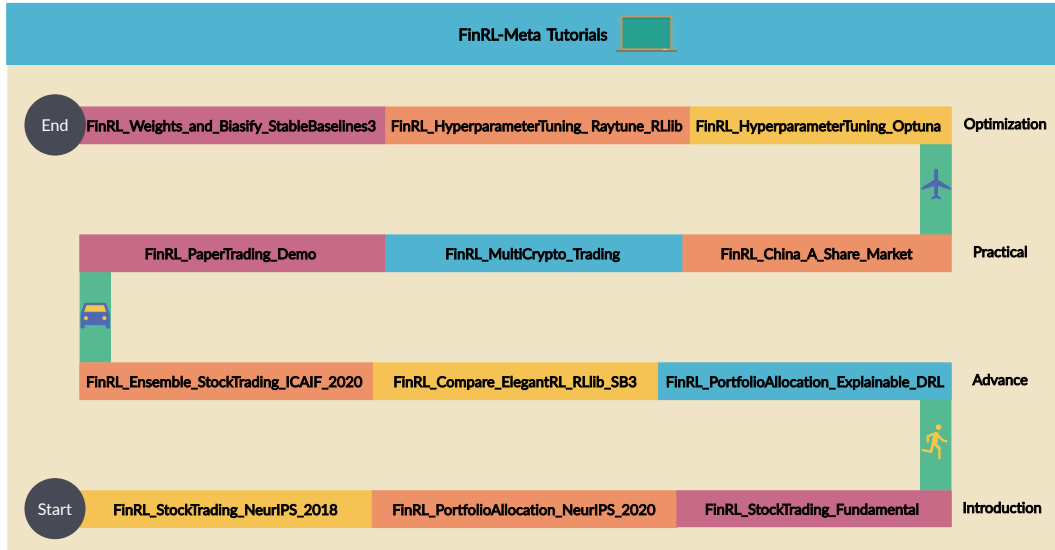 FinRL-Meta Tutorials
End
FinRL_Weights_and_Biasify_StableBaselines3
FinRL_HyperparameterTuning_ Raytune_RLlib
FinRL_HyperparameterTuning_Optuna
Optimization
FinRL_PaperTrading_Demo
FinRL_MultiCrypto_Trading
FinRL_China_A_Share_Market
Practical
FinRL_Ensemble_StockTrading_ICAIF_2020
FinRL_Compare_ElegantRL_RLlib_SB3
FinRL_PortfolioAllocation_Explainable_DRL
Advance
Start
FinRL_StockTrading_NeurIPS_2018
FinRL_PortfolioAllocation_NeurIPS_2020
FinRL_StockTrading_Fundamental
Introduction